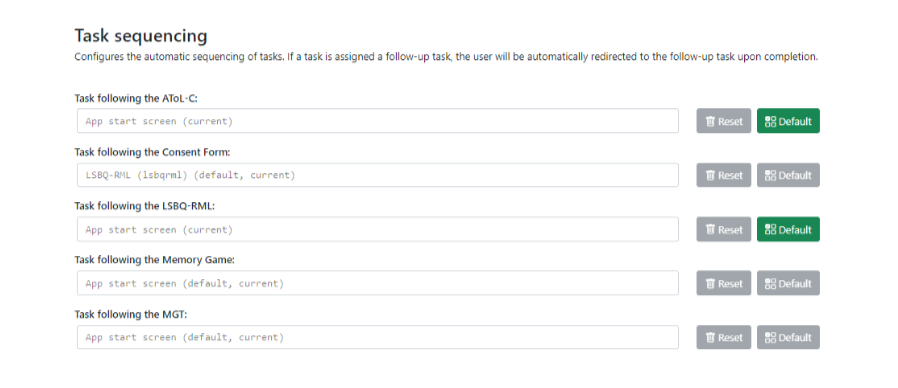 Task sequencing
Configures the automatic sequencing of tasks. If a task is assigned a follow-up task, the user will be automatically redirected to the follow-up task upon completion.
Task following the AToL-C:
App start screen (current)
Reset
Default
Task following the Consent Form:
LSBQ-RML (lsbqrml) (default, current)
Reset
Default
Task following the LSBQ-RML:
App start screen (current)
Reset
Default
Task following the Memory Game:
App start screen (default, current)
Reset
Default
Task following the MGT:
App start screen (default, current)
Reset
Default